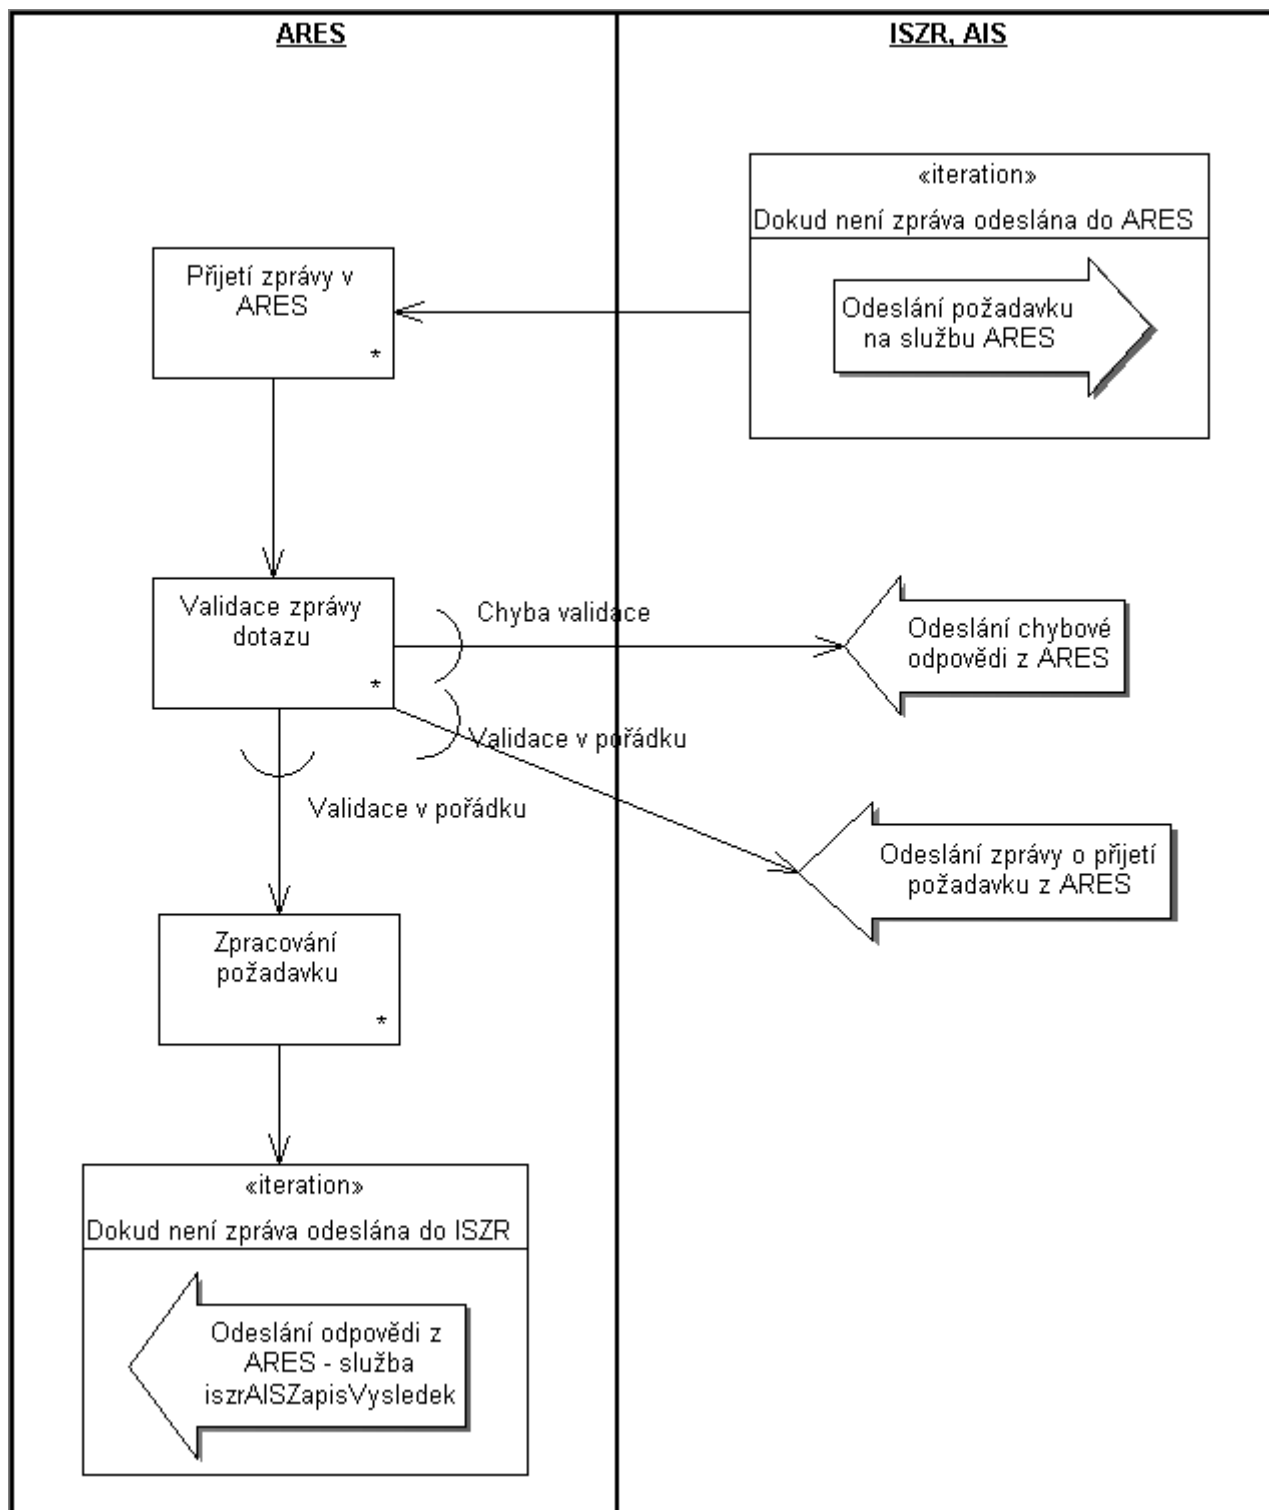 ARES
ISZR, AIS
«iteration»
Dokud není zpráva odeslána do ARES
Odeslání požadavku
na službu ARES
Přijetí zprávy v
ARES
*
Validace zprávy
dotazu
*
Chyba validace
Odeslání chybové
odpovědi z ARES
Validace v pořádku
Validace v pořádku
Odeslání zprávy o přijetí
požadavku z ARES
Zpracování
požadavku
*
«iteration»
Dokud není zpráva odeslána do ISZR
Odeslání odpovědi z
ARES - služba
iszrAISZapisVysledek